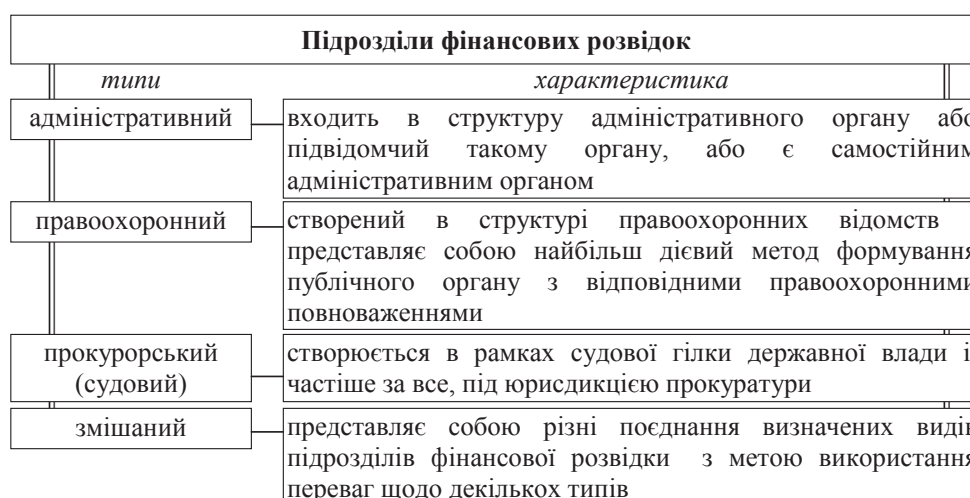 Підрозділи фінансових розвідок
типи характеристика
адміністративний
входить в структуру адміністративного органу або
підвідомчий такому органу, або є самостійним
адміністративним органом
правоохоронний
створений в структурі правоохоронних відомств
представляє собою найбільш дієвий метод формування
публічного органу з відповідними правоохоронними
повноваженнями
прокурорський
(судовий)
створюється в рамках судової гілки державної влади і,
частіше за все, під юрисдикцією прокуратури
змішаний
представляє собою різні поєднання визначених видів
підрозділів фінансової розвідки з метою використання
переваг щодо декількох типів